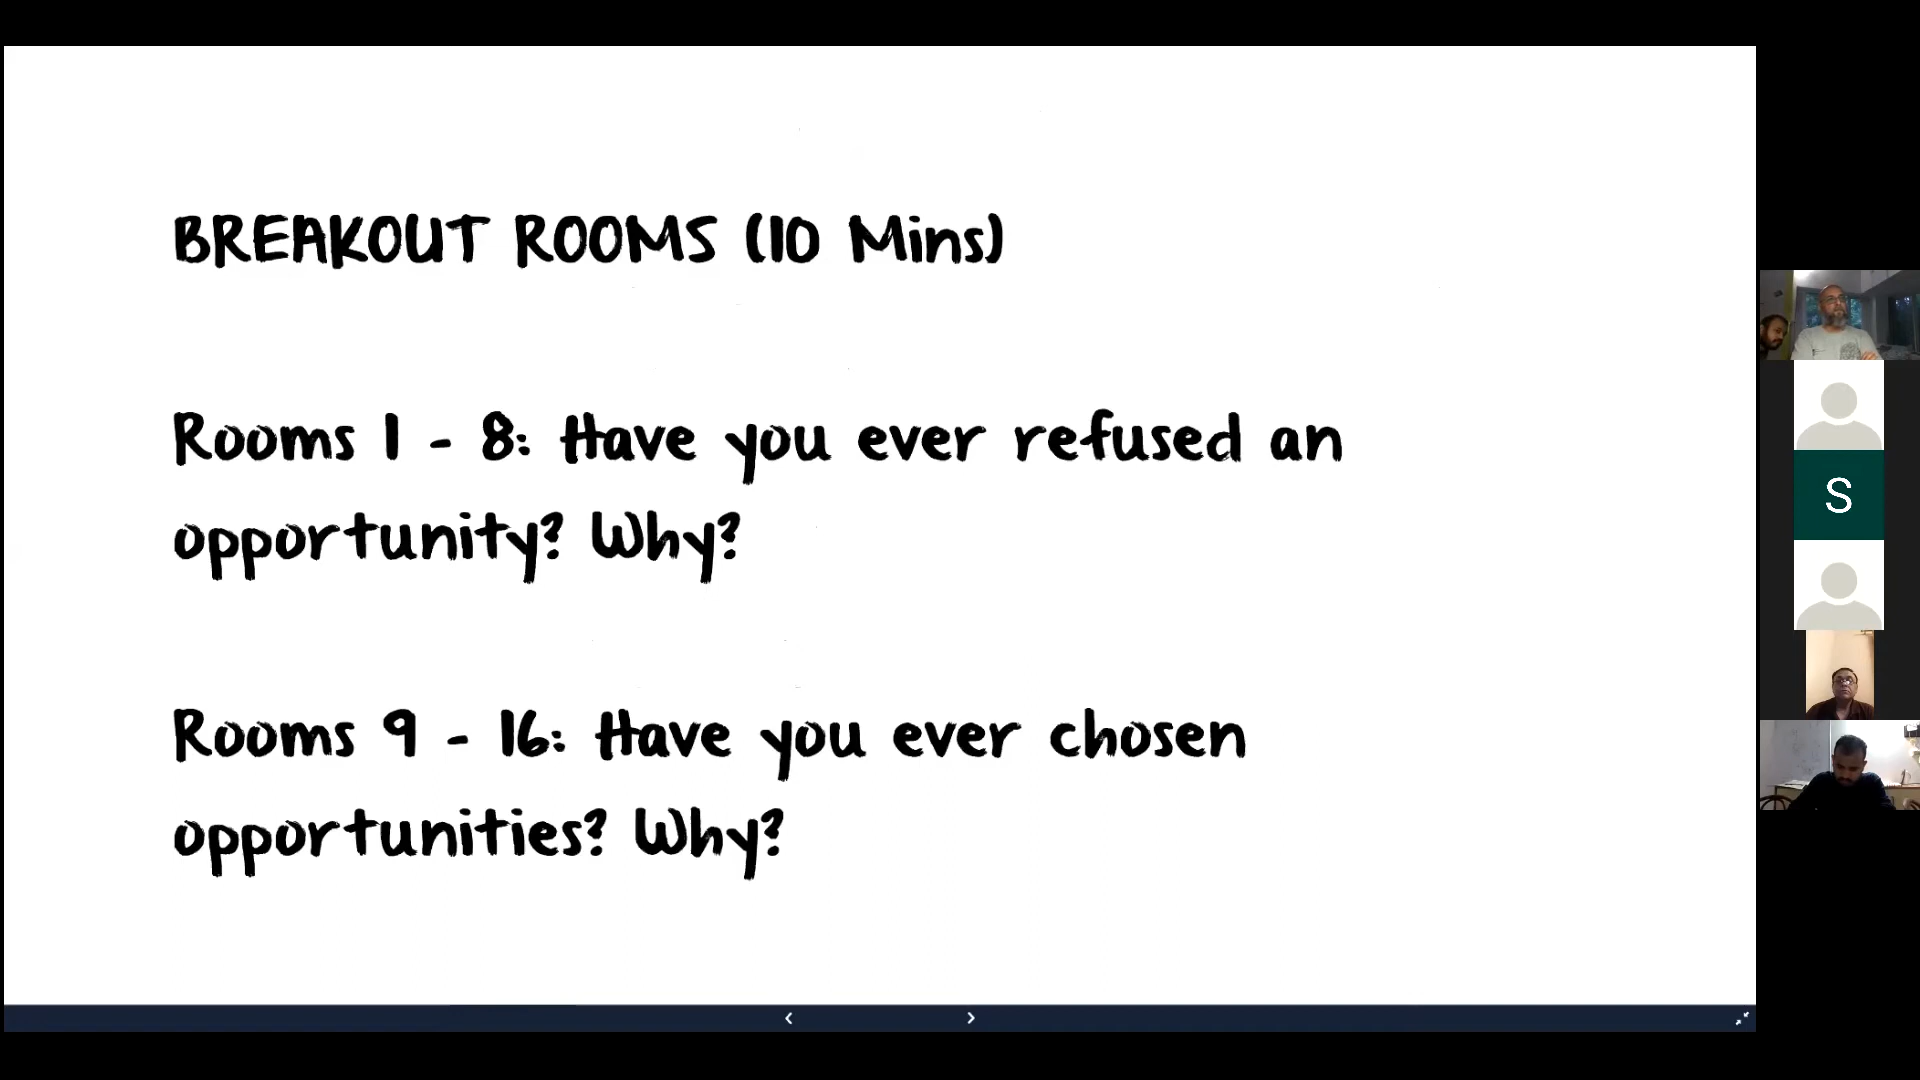 BREAKOUT ROOMS (10 Mins)
Rooms 1 - 8: Have you ever refused an
opportunity? Why?
Rooms 9 - 16: Have you ever chosen
opportunities? Why?
S